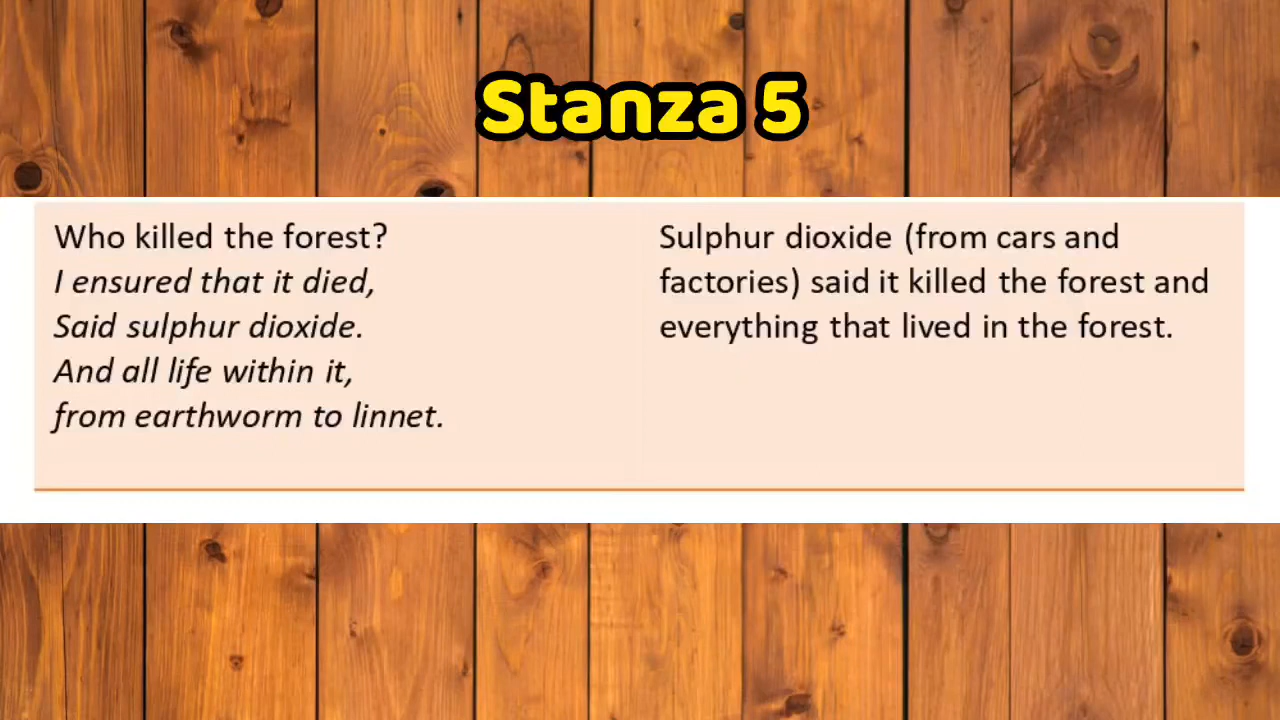 Stanza 5
Who killed the forest?
I ensured that it died,
Said sulphur dioxide.
And all life within it,
from earthworm to linnet.
Sulphur dioxide (from cars and
factories) said it killed the forest and
everything that lived in the forest.